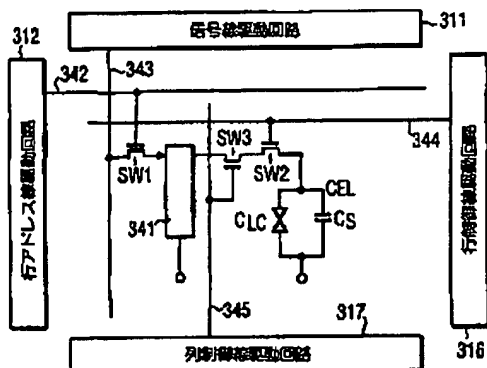 312
信号線駆動回路
311
343
342
行アドレス線駆動回路
344
SW1
SW3
SW2
341
CEL
CLC
CS
行制御線駆動回路
345
317
316
列制御線駆動回路